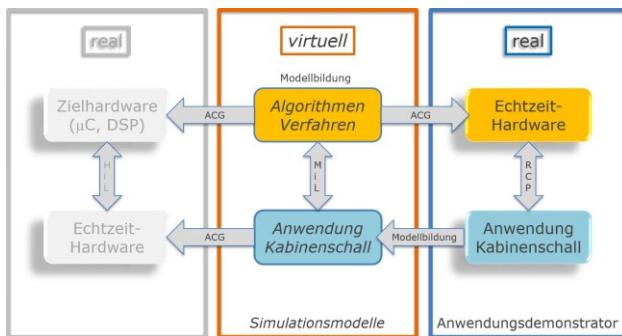 real
virtuell
real
Modellbildung
Zielhardware
(µC, DSP)
ACG
Algorithmen
Verfahren
ACG
Echtzeit-
Hardware
HiL
MiL
RCP
Echtzeit-
Hardware
ACG
Anwendung
Kabinenschall
Modellbildung
Anwendung
Kabinenschall
Simulationsmodelle
Anwendungsdemonstrator